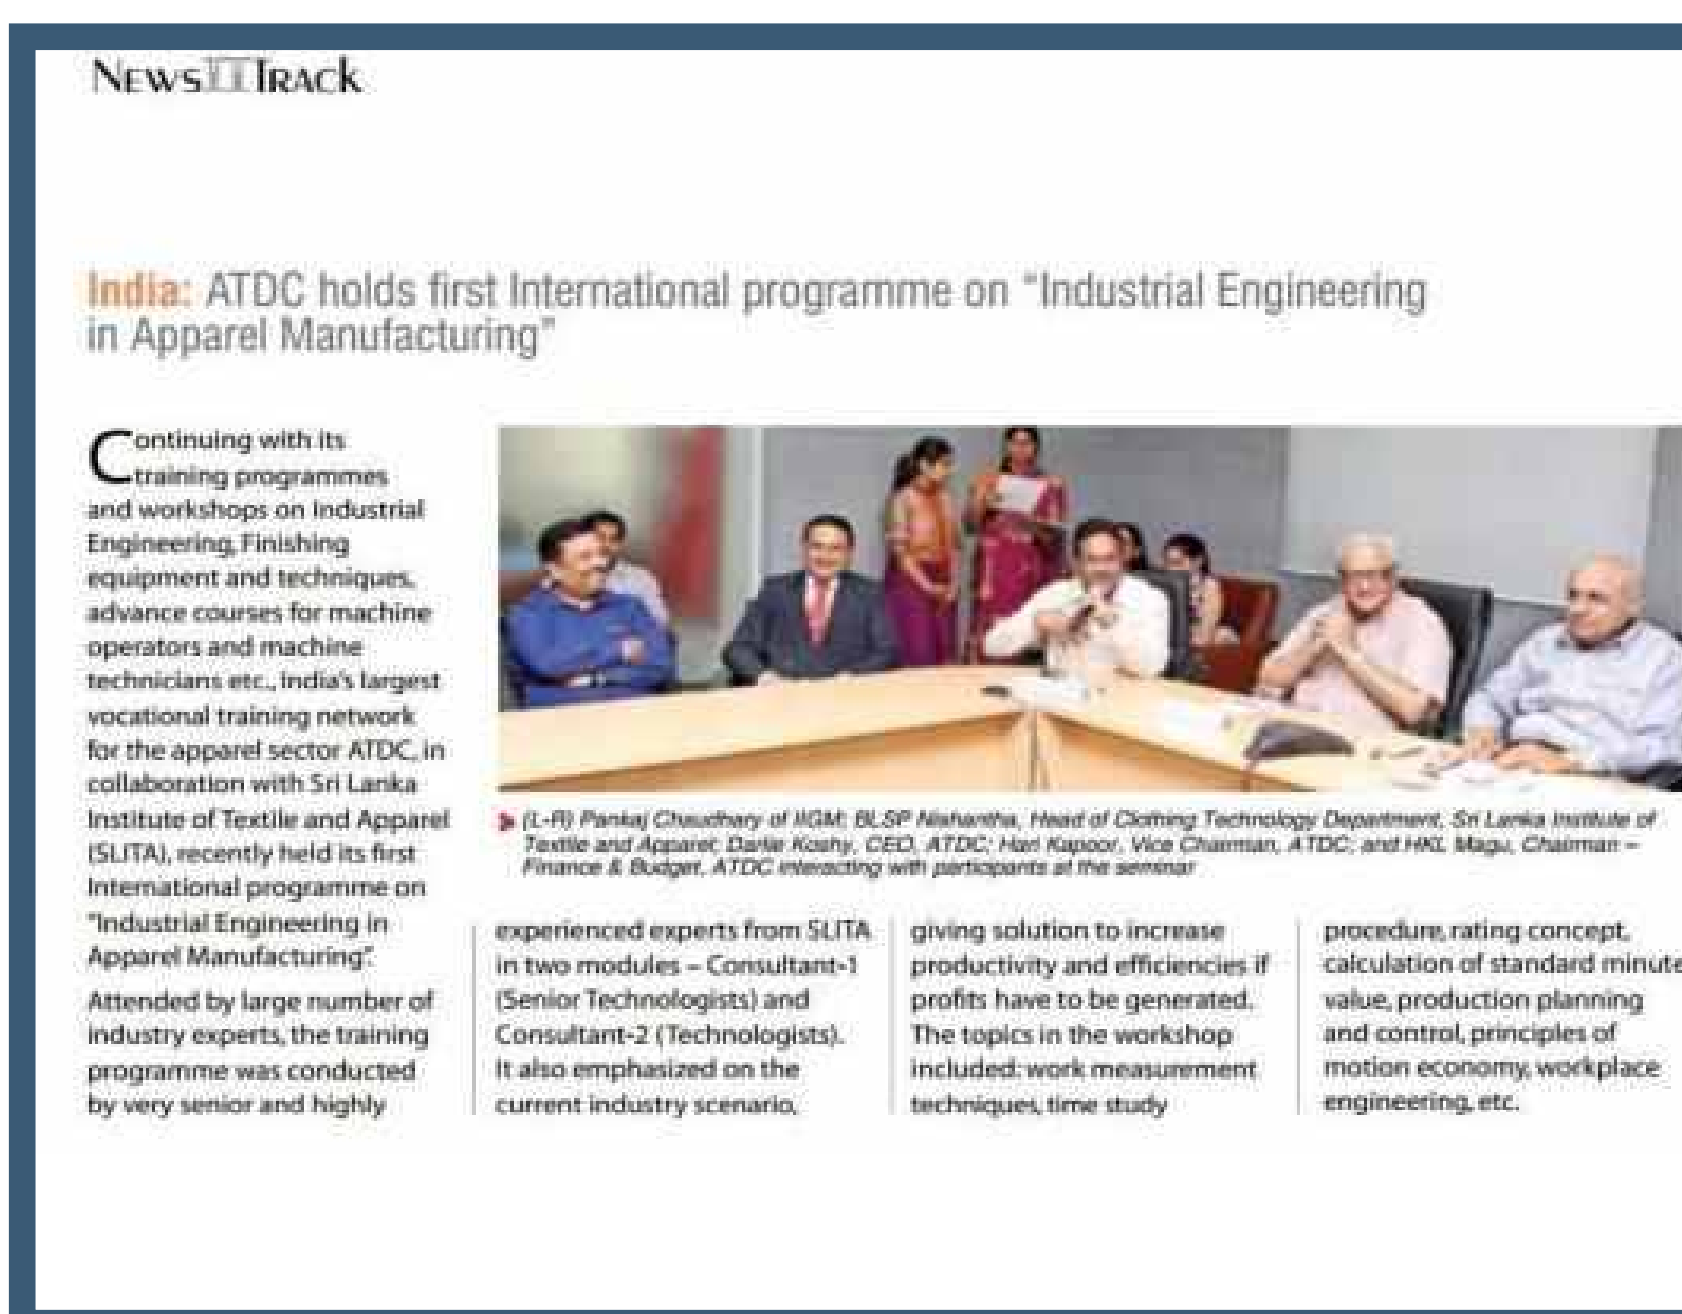 NEWS TRACK
India: ATDC holds first International programme on "Industrial Engineering
in Apparel Manufacturing"
Continuing with its
training programmes
and workshops on Industrial
Engineering, Finishing
equipment and techniques,
advance courses for machine
operators and machine
technicians etc., India's largest
vocational training network
for the apparel sector ATDC, in
collaboration with Sri Lanka
Institute of Textile and Apparel
(SLITA), recently held its first
International programme on
"Industrial Engineering in
Apparel Manufacturing".
Attended by large number of
industry experts, the training
programme was conducted
by very senior and highly
(L-R) Pankaj Chaudhary of IIGM; BLSP Nishantha, Head of Clothing Technology Department, Sri Lanka Institute of
Textile and Apparel; Darlie Koshy, CEO, ATDC; Hari Kapoor, Vice Chairman, ATDC; and HKL Magu, Chairman –
Finance & Budget, ATDC interacting with participants at the seminar
experienced experts from SLITA
in two modules – Consultant-1
(Senior Technologists) and
Consultant-2 (Technologists).
It also emphasized on the
current industry scenario,
giving solution to increase
productivity and efficiencies if
profits have to be generated.
The topics in the workshop
included: work measurement
techniques, time study
procedure, rating concept,
calculation of standard minute
value, production planning
and control, principles of
motion economy, workplace
engineering, etc.